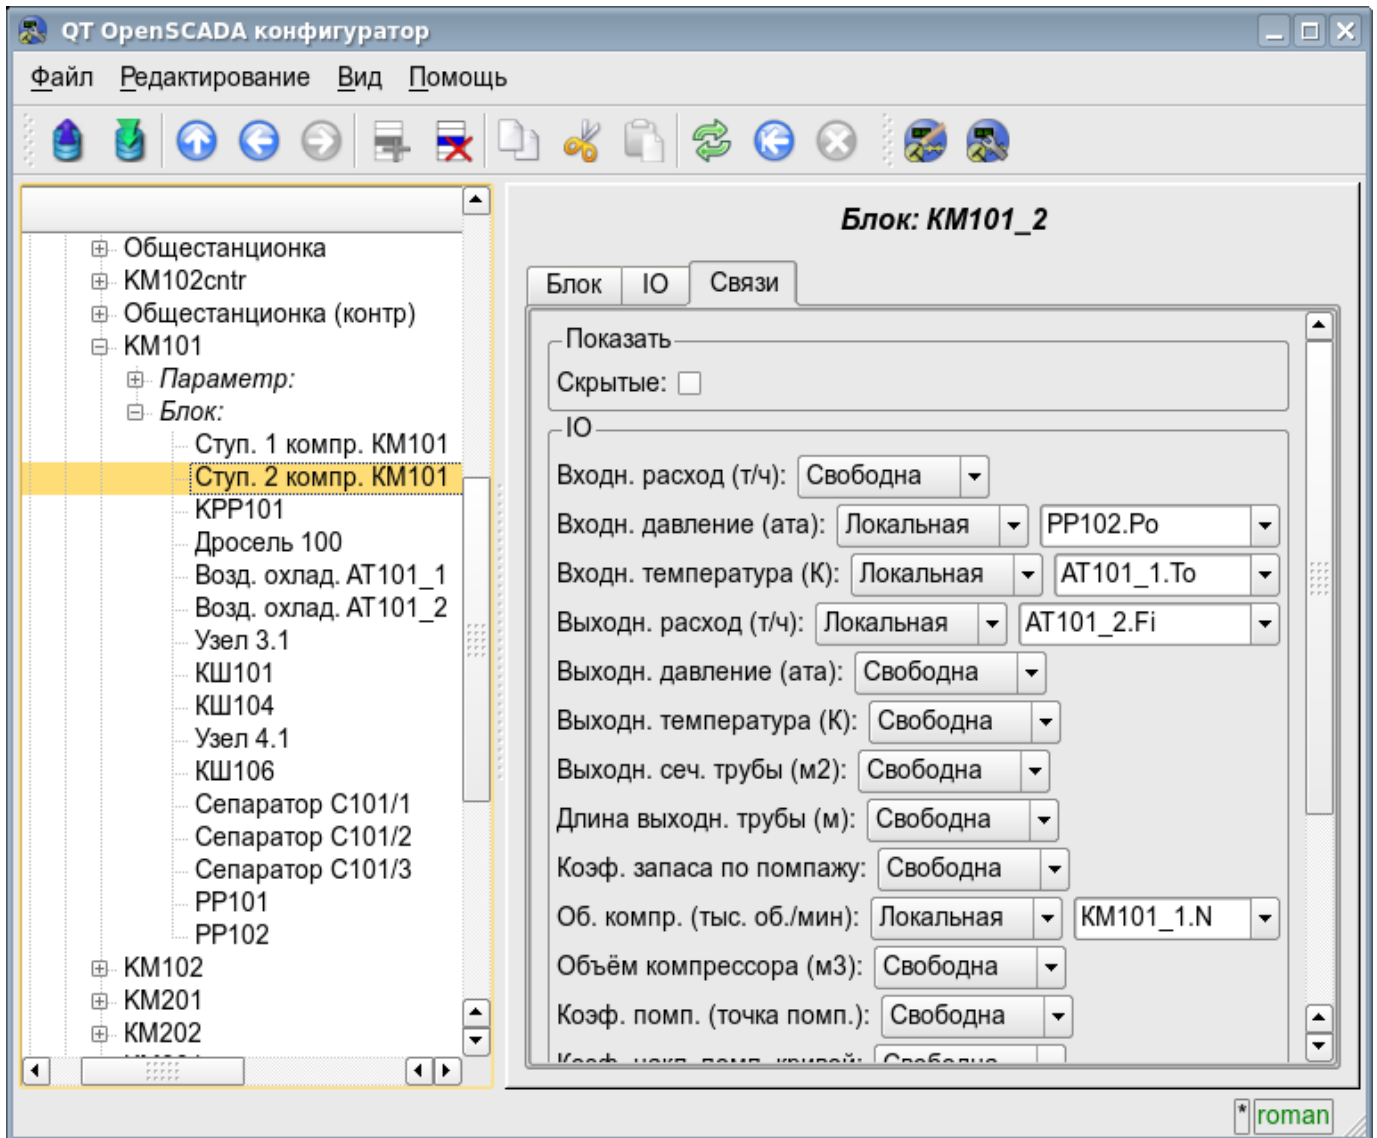 QT OpenSCADA конфигуратор
Файл Редактирование Вид Помощь
Общестанционка
KM102cntr
Общестанционка (контр)
КМ101
Параметр:
Блок:
Ступ. 1 компр. КМ101
Ступ. 2 компр. КМ101
КРР101
Дросель 100
Возд. охлад. АТ101_1
Возд. охлад. АТ101_2
Узел 3.1
КШ101
КШ104
Узел 4.1
КШ106
Сепаратор С101/1
Сепаратор С101/2
Сепаратор С101/3
РР101
РР102
КМ102
КМ201
КМ202
Блок: КМ101_2
Блок IO Связи
Показать
Скрытые:
IO
Входн. расход (т/ч): Свободна
Входн. давление (ата): Локальная PP102.Po
Входн. температура (К): Локальная AT101_1.To
Выходн. расход (т/ч): Локальная AT101_2.Fi
Выходн. давление (ата): Свободна
Выходн. температура (К): Свободна
Выходн. сеч. трубы (м2): Свободна
Длина выходн. трубы (м): Свободна
Коэф. запаса по помпажу: Свободна
Об. компр. (тыс. об./мин): Локальная KM101_1.N
Объём компрессора (м3): Свободна
Коэф. помп. (точка помп.): Свободна
* roman